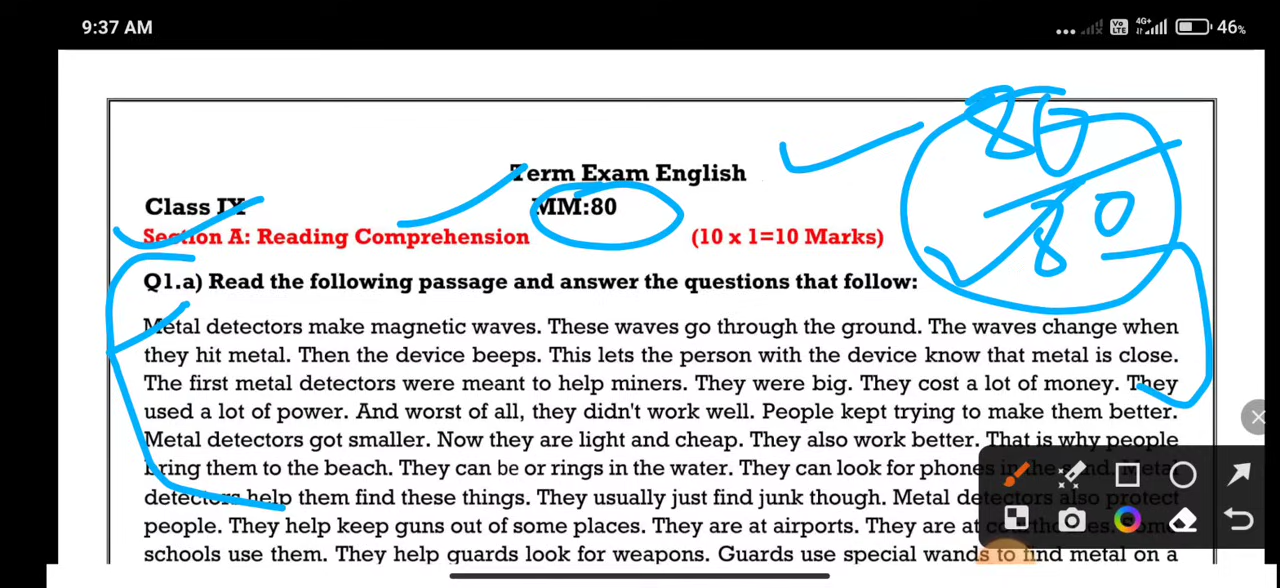 9:37 AM
Vo LTE 4G+ 46%
80
80
Term Exam English
Class IX MM:80
Section A: Reading Comprehension (10 x 1=10 Marks)
Q1.a) Read the following passage and answer the questions that follow:
Metal detectors make magnetic waves. These waves go through the ground. The waves change when
they hit metal. Then the device beeps. This lets the person with the device know that metal is close.
The first metal detectors were meant to help miners. They were big. They cost a lot of money. They
used a lot of power. And worst of all, they didn't work well. People kept trying to make them better.
Metal detectors got smaller. Now they are light and cheap. They also work better. That is why people
bring them to the beach. They can be or rings in the water. They can look for phones in the sand. Metal
detectors help them find these things. They usually just find junk though. Metal detectors also protect
people. They help keep guns out of some places. They are at airports. They are at courthouses. Some
schools use them. They help guards look for weapons. Guards use special wands to find metal on a